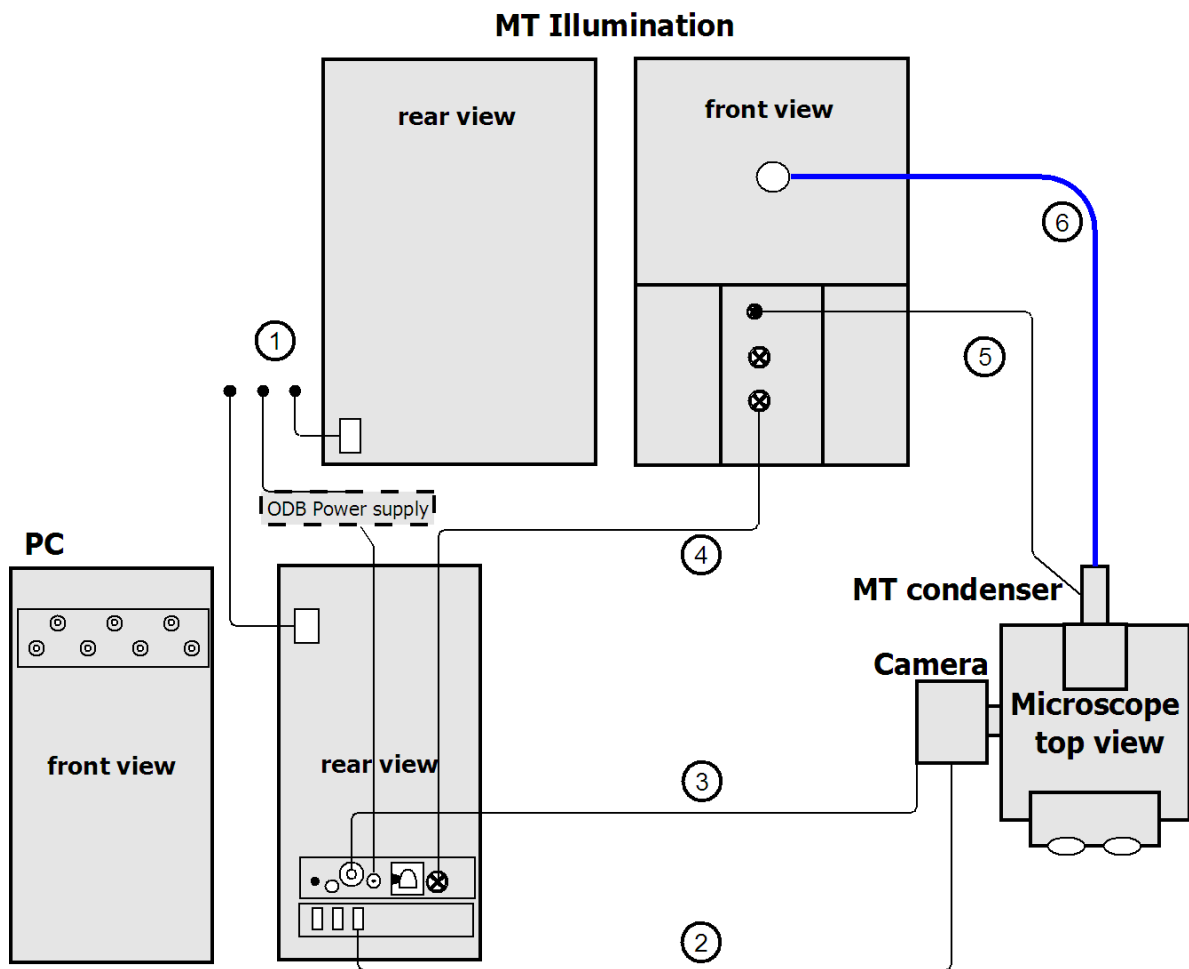 MT Illumination
rear view
front view
6
1
5
ODB Power supply
PC
4
MT condenser
Camera
Microscope
top view
front view
rear view
3
2